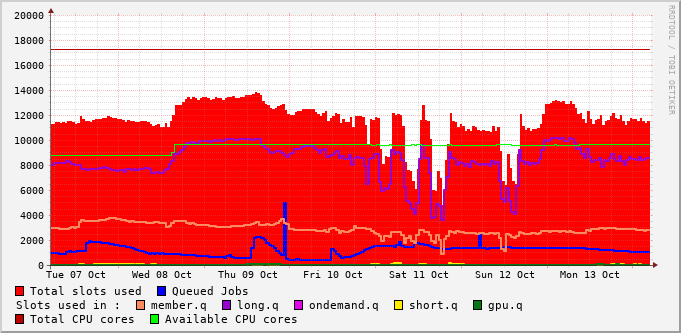 20000
18000
16000
14000
12000
10000
8000
6000
4000
2000
0
Tue 07 Oct Wed 08 Oct Thu 09 Oct Fri 10 Oct Sat 11 Oct Sun 12 Oct Mon 13 Oct
Total slots used Queued Jobs
Slots used in : member.q long.q ondemand.q short.q gpu.q
Total CPU cores Available CPU cores
RRDTOOL / TOBI OETIKER